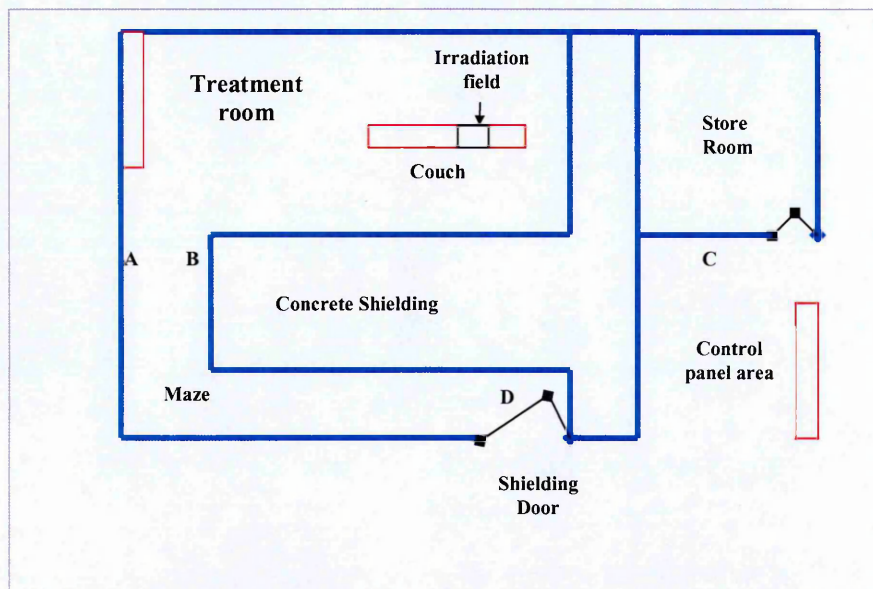 Irradiation
field
Treatment
room
Store
Room
Couch
A
B
C
Concrete Shielding
Control
panel area
Maze
D
Shielding
Door